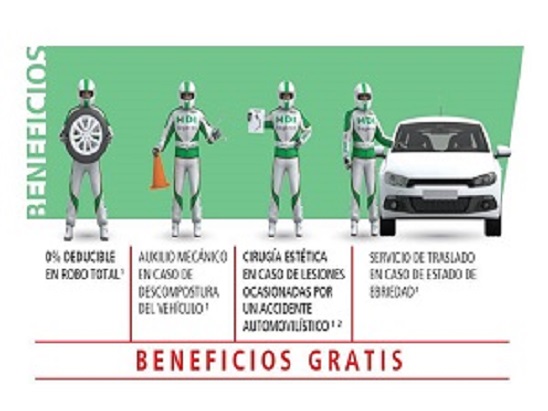 BENEFICIOS
HDI
Seguros
HDI
Seguros
0% DEDUCIBLE
EN ROBO TOTAL¹
AUXILIO MECÁNICO
EN CASO DE
DESCOMPOSTURA
DEL VEHÍCULO¹
CIRUGÍA ESTÉTICA
EN CASO DE LESIONES
OCASIONADAS POR
UN ACCIDENTE
AUTOMOVILÍSTICO¹ ²
SERVICIO DE TRASLADO
EN CASO DE ESTADO DE
EBRIEDAD¹
BENEFICIOS GRATIS